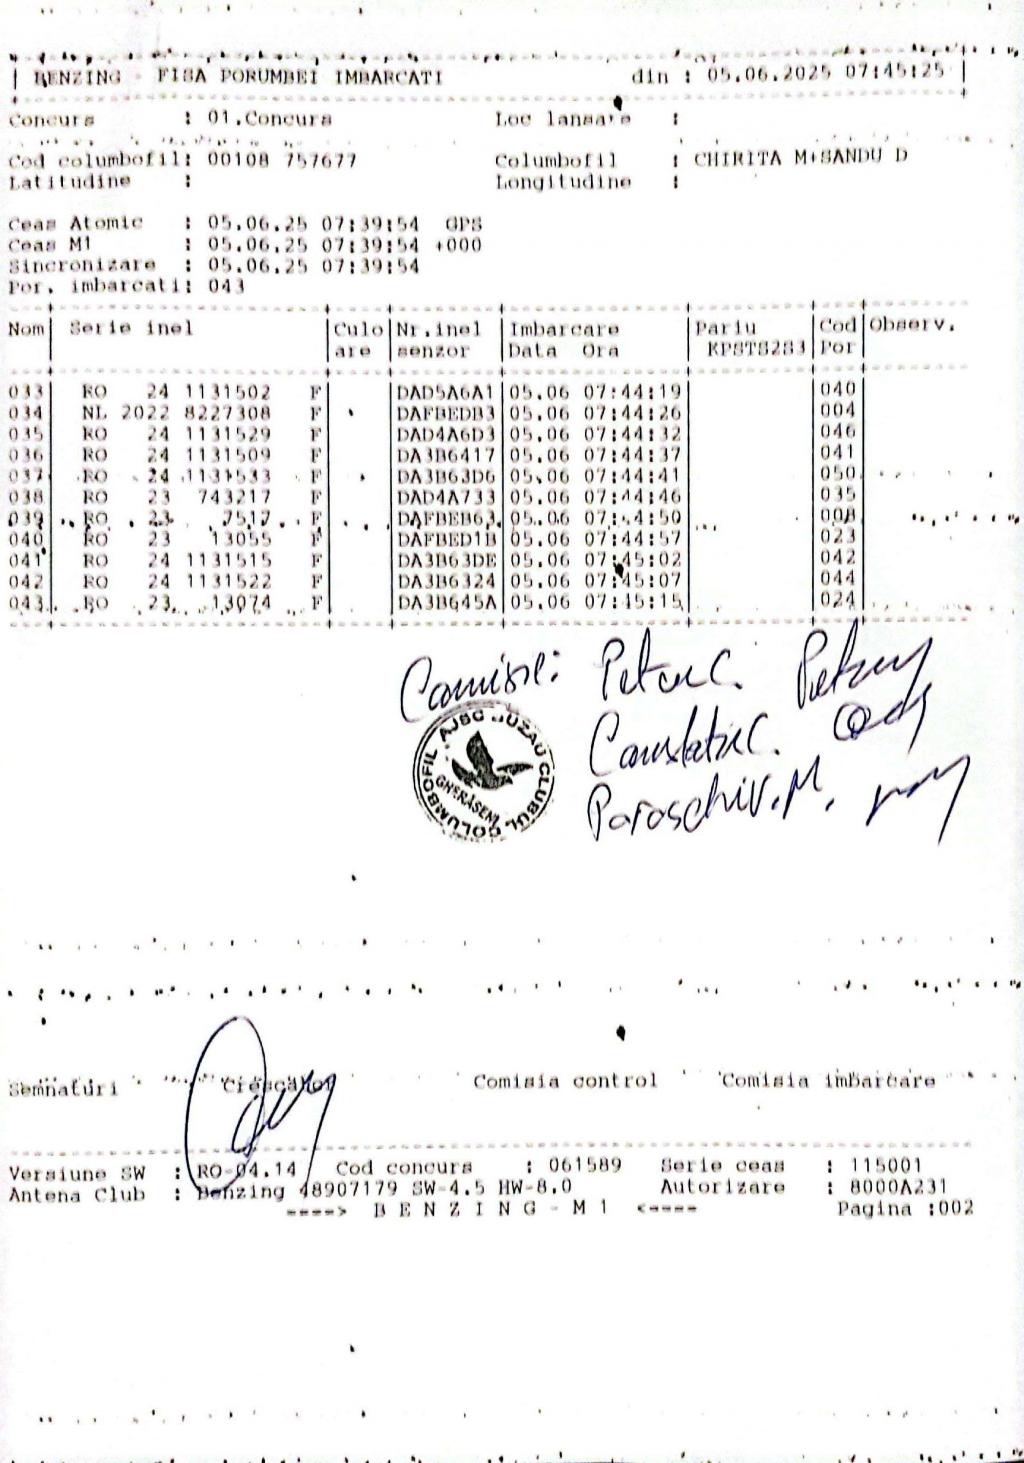 | BENZING - FISA PORUMBEI IMBARCATI din : 05.06.2025 07:45:25 |
Concurs : 01.Concurs Loc lansare :
Cod columbofil: 00108 757677 Columbofil : CHIRITA M+SANDU D
Latitudine : Longitudine :
Ceas Atomic : 05.06.25 07:39:54 GPS
Ceas M1 : 05.06.25 07:39:54 +000
Sincronizare : 05.06.25 07:39:54
Por. imbarcati: 043
Nom| Serie inel |Culo|Nr.inel |Imbarcare |Pariu |Cod|Observ.
| |are |senzor |Data Ora | KPSTS2S3 |Por|
033| RO 24 1131502 F| |DAD5A6A1|05.06 07:44:19| |040|
034| NL 2022 8227308 F| |DAFBEDB3|05.06 07:44:26| |004|
035| RO 24 1131529 F| |DAD4A6D3|05.06 07:44:32| |046|
036| RO 24 1131509 F| |DA3B6417|05.06 07:44:37| |041|
037| RO 24 1131533 F| |DA3B63D6|05.06 07:44:41| |050|
038| RO 23 743217 F| |DAD4A733|05.06 07:44:46| |035|
039| RO 23 7517 F| |DAFBEB63|05.06 07:44:50| |008|
040| RO 23 13055 F| |DAFBED1B|05.06 07:44:57| |023|
041| RO 24 1131515 F| |DA3B63DE|05.06 07:45:02| |042|
042| RO 24 1131522 F| |DA3B6324|05.06 07:45:07| |044|
043| RO 23 13074 F| |DA3B645A|05.06 07:45:15| |024|
Comisie:
Paraschiv.M.
AJSC BUZAU CLUBUL COLUMBOFIL
GHERASENI
Semnaturi Crescator Comisia control Comisia imbarcare
Versiune SW : RO-04.14 Cod concurs : 061589 Serie ceas : 115001
Antena Club : Benzing 48907179 SW-4.5 HW-8.0 Autorizare : 8000A231
----> B E N Z I N G - M 1 <---- Pagina :002